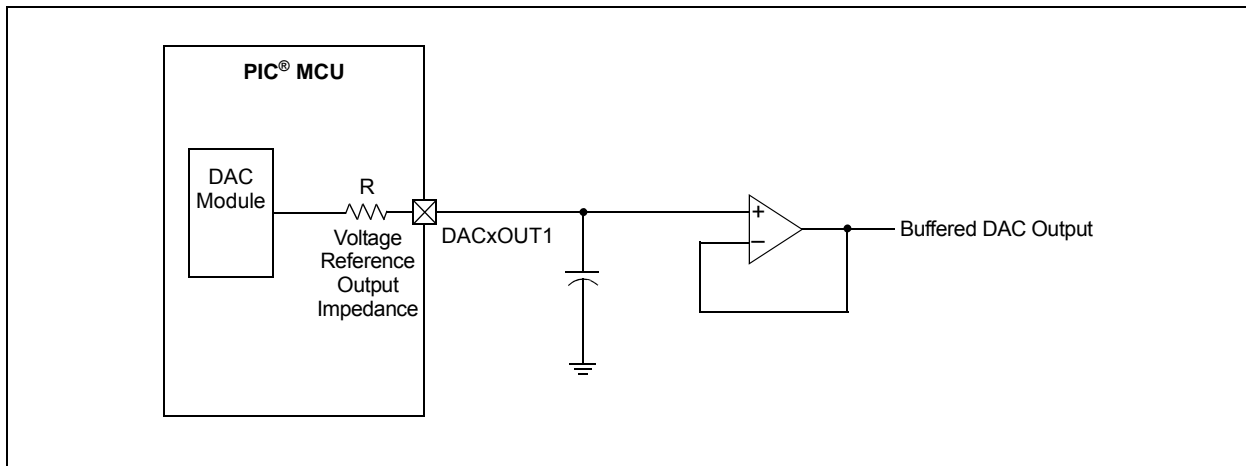 PIC® MCU
DAC
Module
R
Voltage
Reference
Output
Impedance
DACxOUT1
+
−
Buffered DAC Output